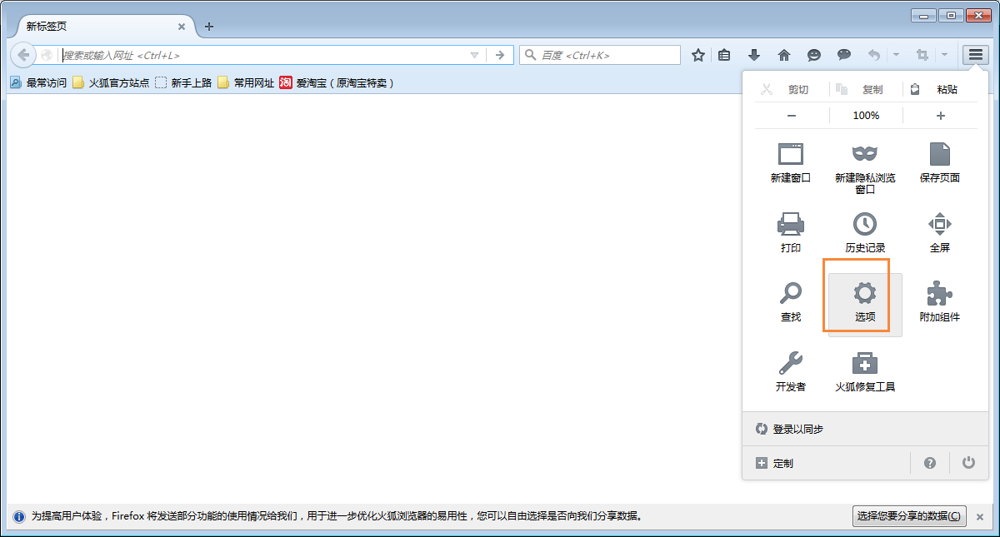 新标签页
搜索或输入网址 <Ctrl+L>
百度 <Ctrl+K>
最常访问 火狐官方站点 新手上路 常用网址 淘 爱淘宝（原淘宝特卖）
剪切 复制 粘贴
− 100% +
新建窗口 新建隐私浏览窗口 保存页面
打印 历史记录 全屏
查找 选项 附加组件
开发者 火狐修复工具
登录以同步
定制
为提高用户体验，Firefox 将发送部分功能的使用情况给我们，用于进一步优化火狐浏览器的易用性，您可以自由选择是否向我们分享数据。 选择您要分享的数据(C)